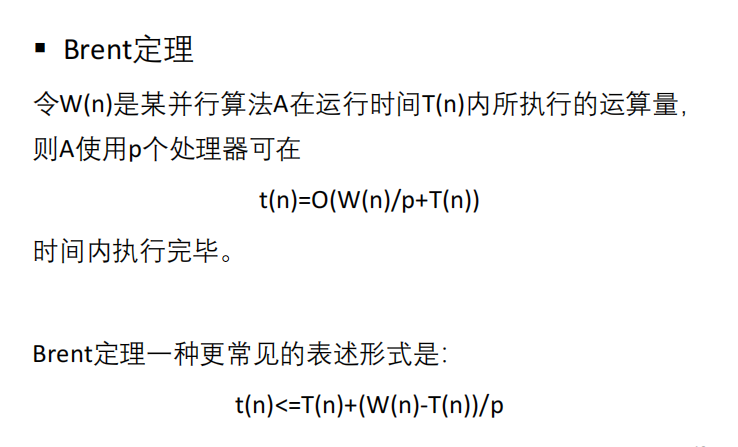 ▪ Brent定理
令W(n)是某并行算法A在运行时间T(n)内所执行的运算量，
则A使用p个处理器可在
t(n)=O(W(n)/p+T(n))
时间内执行完毕。
Brent定理一种更常见的表述形式是：
t(n)<=T(n)+(W(n)-T(n))/p